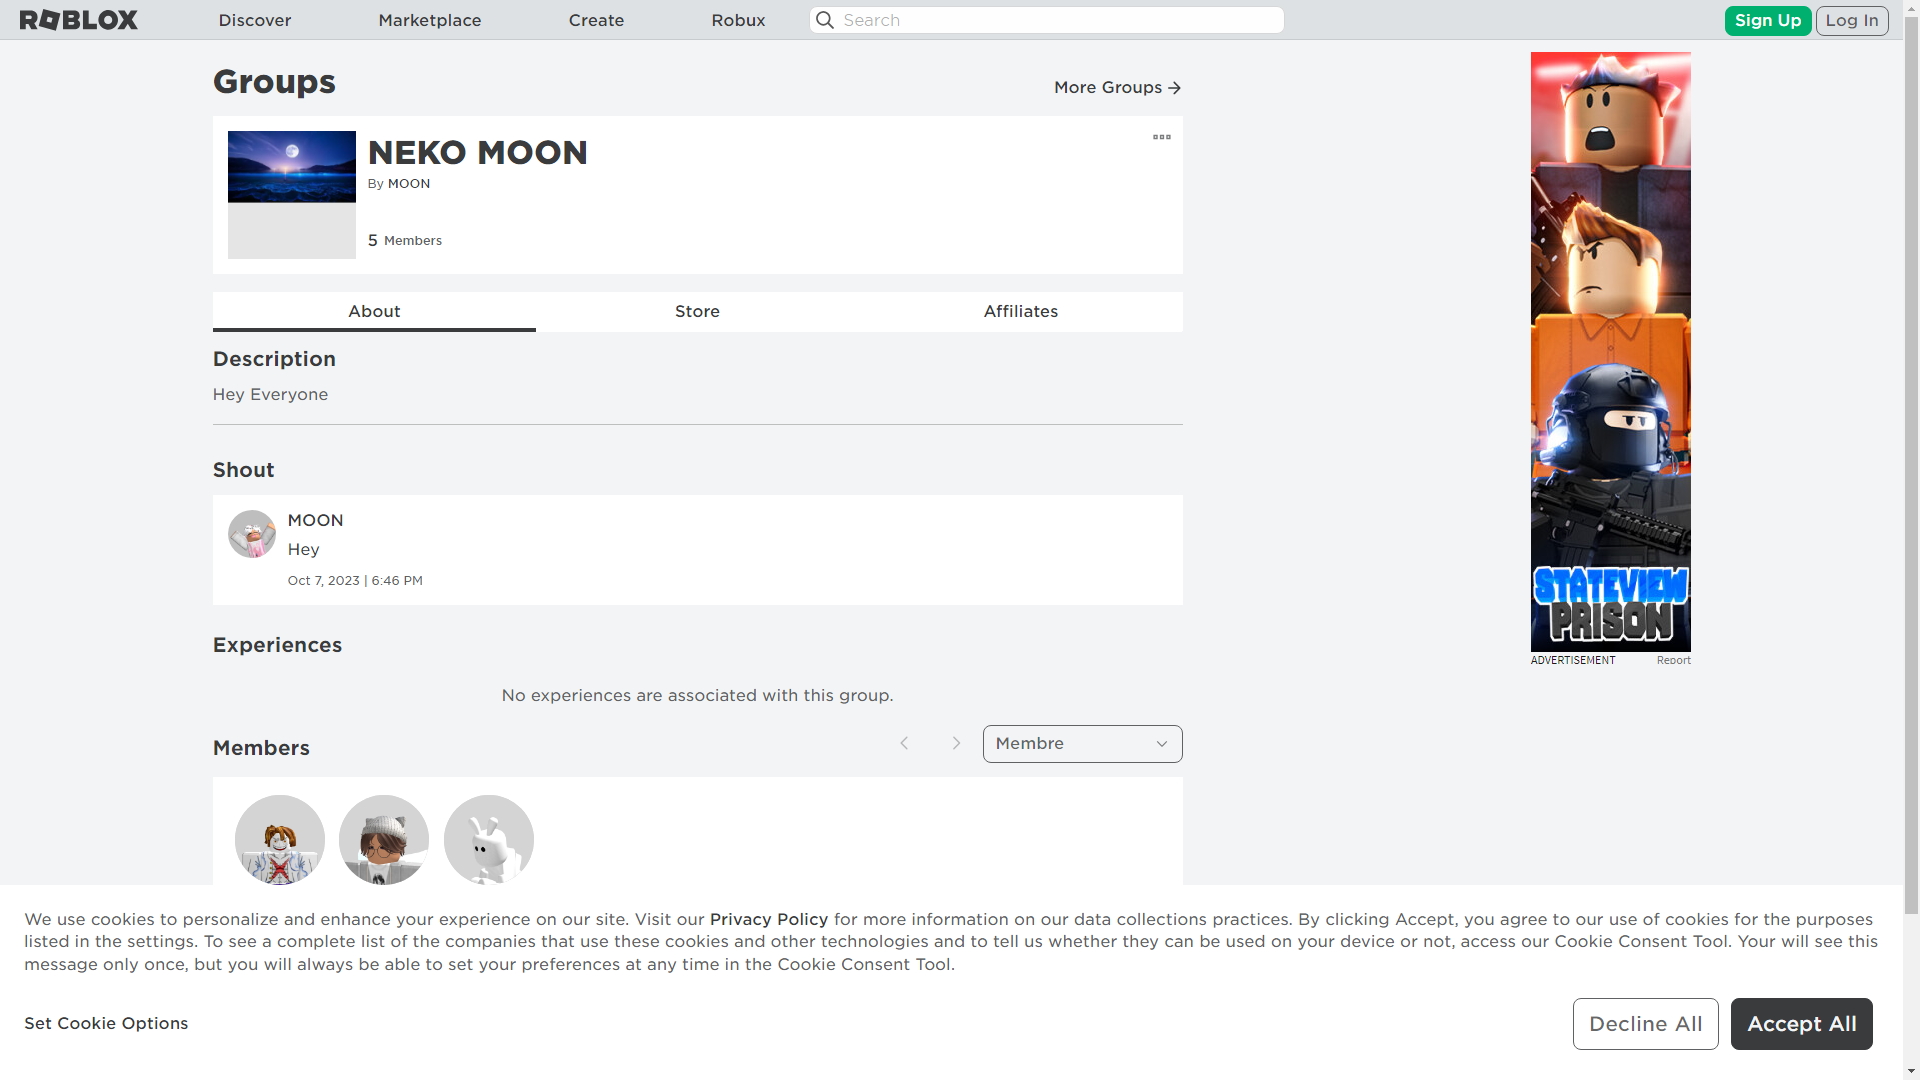 ROBLOX Discover Marketplace Create Robux Search Sign Up Log In
Groups
More Groups
NEKO MOON
By MOON
5 Members
About Store Affiliates
Description
Hey Everyone
Shout
MOON
Hey
Oct 7, 2023 | 6:46 PM
Experiences
No experiences are associated with this group.
Members
Membre
STATEVIEW
PRISON
ADVERTISEMENT Report
We use cookies to personalize and enhance your experience on our site. Visit our Privacy Policy for more information on our data collections practices. By clicking Accept, you agree to our use of cookies for the purposes
listed in the settings. To see a complete list of the companies that use these cookies and other technologies and to tell us whether they can be used on your device or not, access our Cookie Consent Tool. Your will see this
message only once, but you will always be able to set your preferences at any time in the Cookie Consent Tool.
Set Cookie Options
Decline All
Accept All